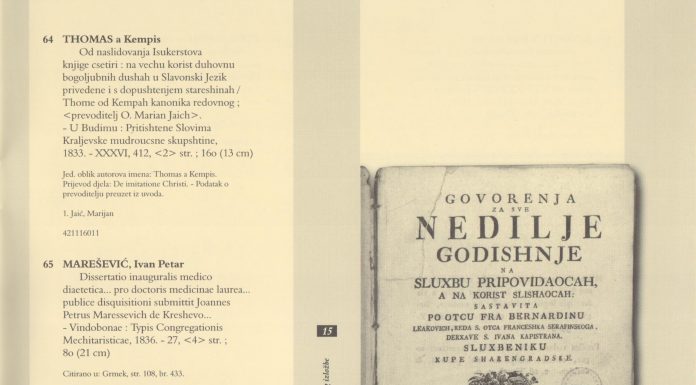 64 THOMAS a Kempis
Od naslidovanja Isukerstova
knjige csetiri : na vechu korist duhovnu
bogoljubnih dushah u Slavonski Jezik
privedene i s dopushtenjem stareshinah /
Thome od Kempah kanonika redovnog ;
<prevoditelj O. Marian Jaich>.
- U Budimu : Pritishtene Slovima
Kraljevske mudroucsne skupshtine,
1833. - XXXVI, 412, <2> str. ; 16o (13 cm)
Jed. oblik autorova imena: Thomas a Kempis.
Prijevod djela: De imitatione Christi. - Podatak o
prevoditelju preuzet iz uvoda.
1. Jaić, Marijan
421116011
65 MAREŠEVIĆ, Ivan Petar
Dissertatio inauguralis medico
diaetetica... pro doctoris medicinae laurea...
publice disquisitioni submittit Joannes
Petrus Maressevich de Kreshevo...
- Vindobonae : Typis Congregationis
Mechitaristicae, 1836. - 27, <4> str. ;
8o (21 cm)
Citirano u: Grmek, str. 108, br. 433.
15
izložbe
GOVORENJA
ZA SVE
NEDILJE
GODISHNJE
NA
SLUXBU PRIPOVIDAOCAH,
A NA KORIST SLISHAOCAH:
SASTAVITA
PO OTCU FRA BERNARDINU
LEAKOVICH, REDA S. OTCA FRANCESHKA SERAFINSKOGA,
DERXAVE S. IVANA KAPISTRANA,
SLUXBENIKU
KUPE SHARENGRADSKE.